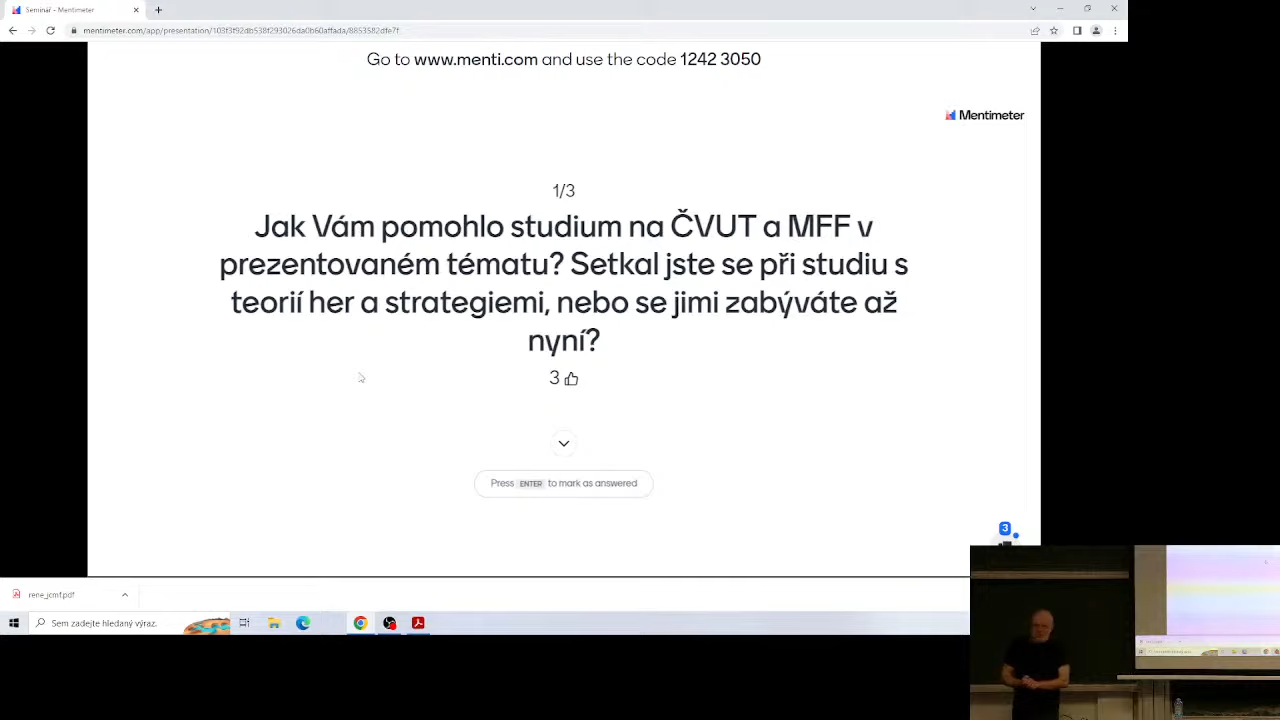 Seminář - Mentimeter
mentimeter.com/app/presentation/103f3f92db538f293026da0b60affada/8853582dfe7f
Go to www.menti.com and use the code 1242 3050
Mentimeter
1/3
Jak Vám pomohlo studium na ČVUT a MFF v
prezentovaném tématu? Setkal jste se při studiu s
teorií her a strategiemi, nebo se jimi zabýváte až
nyní?
3
Press ENTER to mark as answered
3
rene_jcmf.pdf
Sem zadejte hledaný výraz.